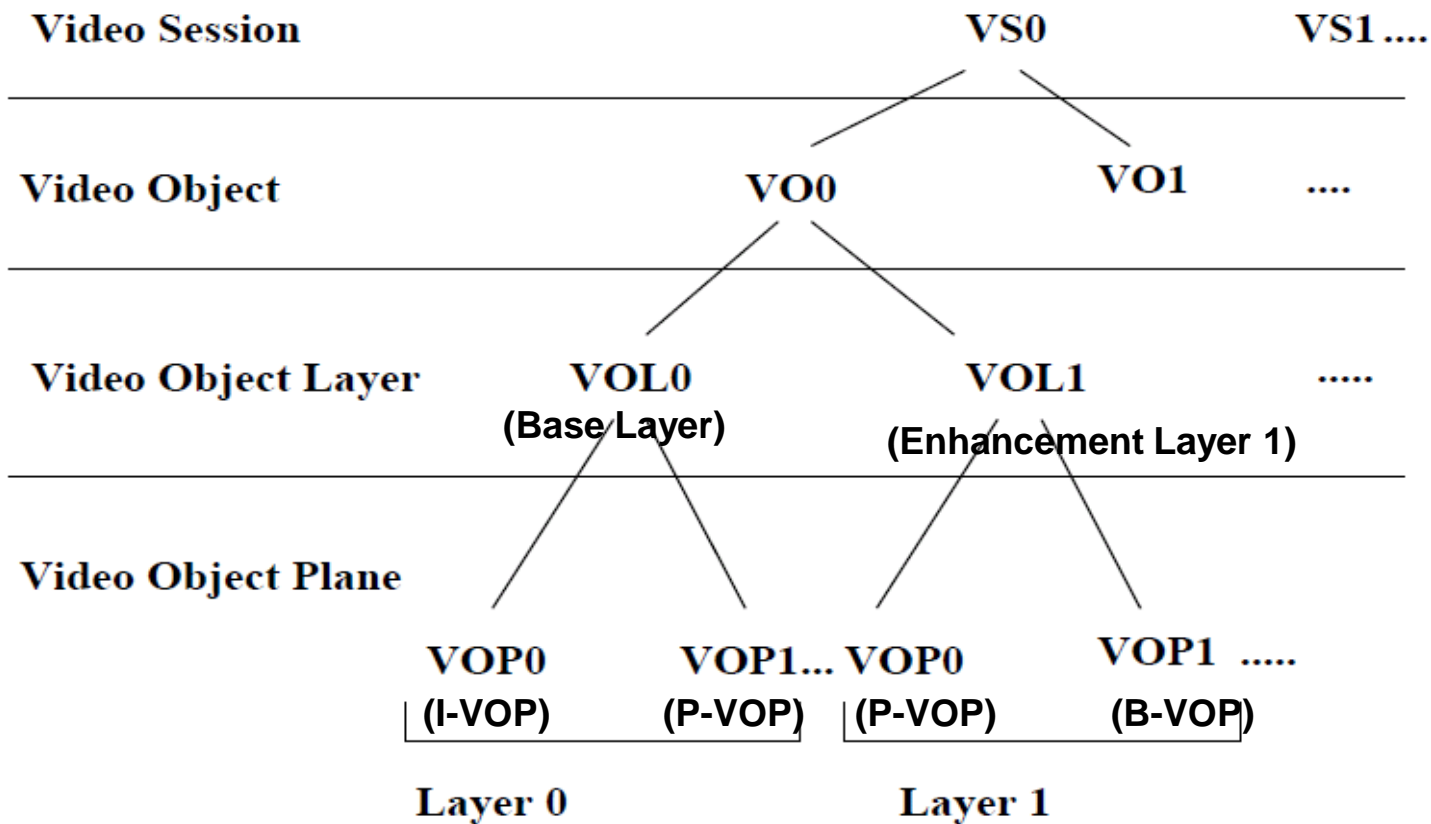 Video Session VS0 VS1 ....
Video Object VO0 VO1 ....
Video Object Layer VOL0 VOL1 .....
(Base Layer) (Enhancement Layer 1)
Video Object Plane
VOP0 VOP1... VOP0 VOP1 .....
(I-VOP) (P-VOP) (P-VOP) (B-VOP)
Layer 0 Layer 1